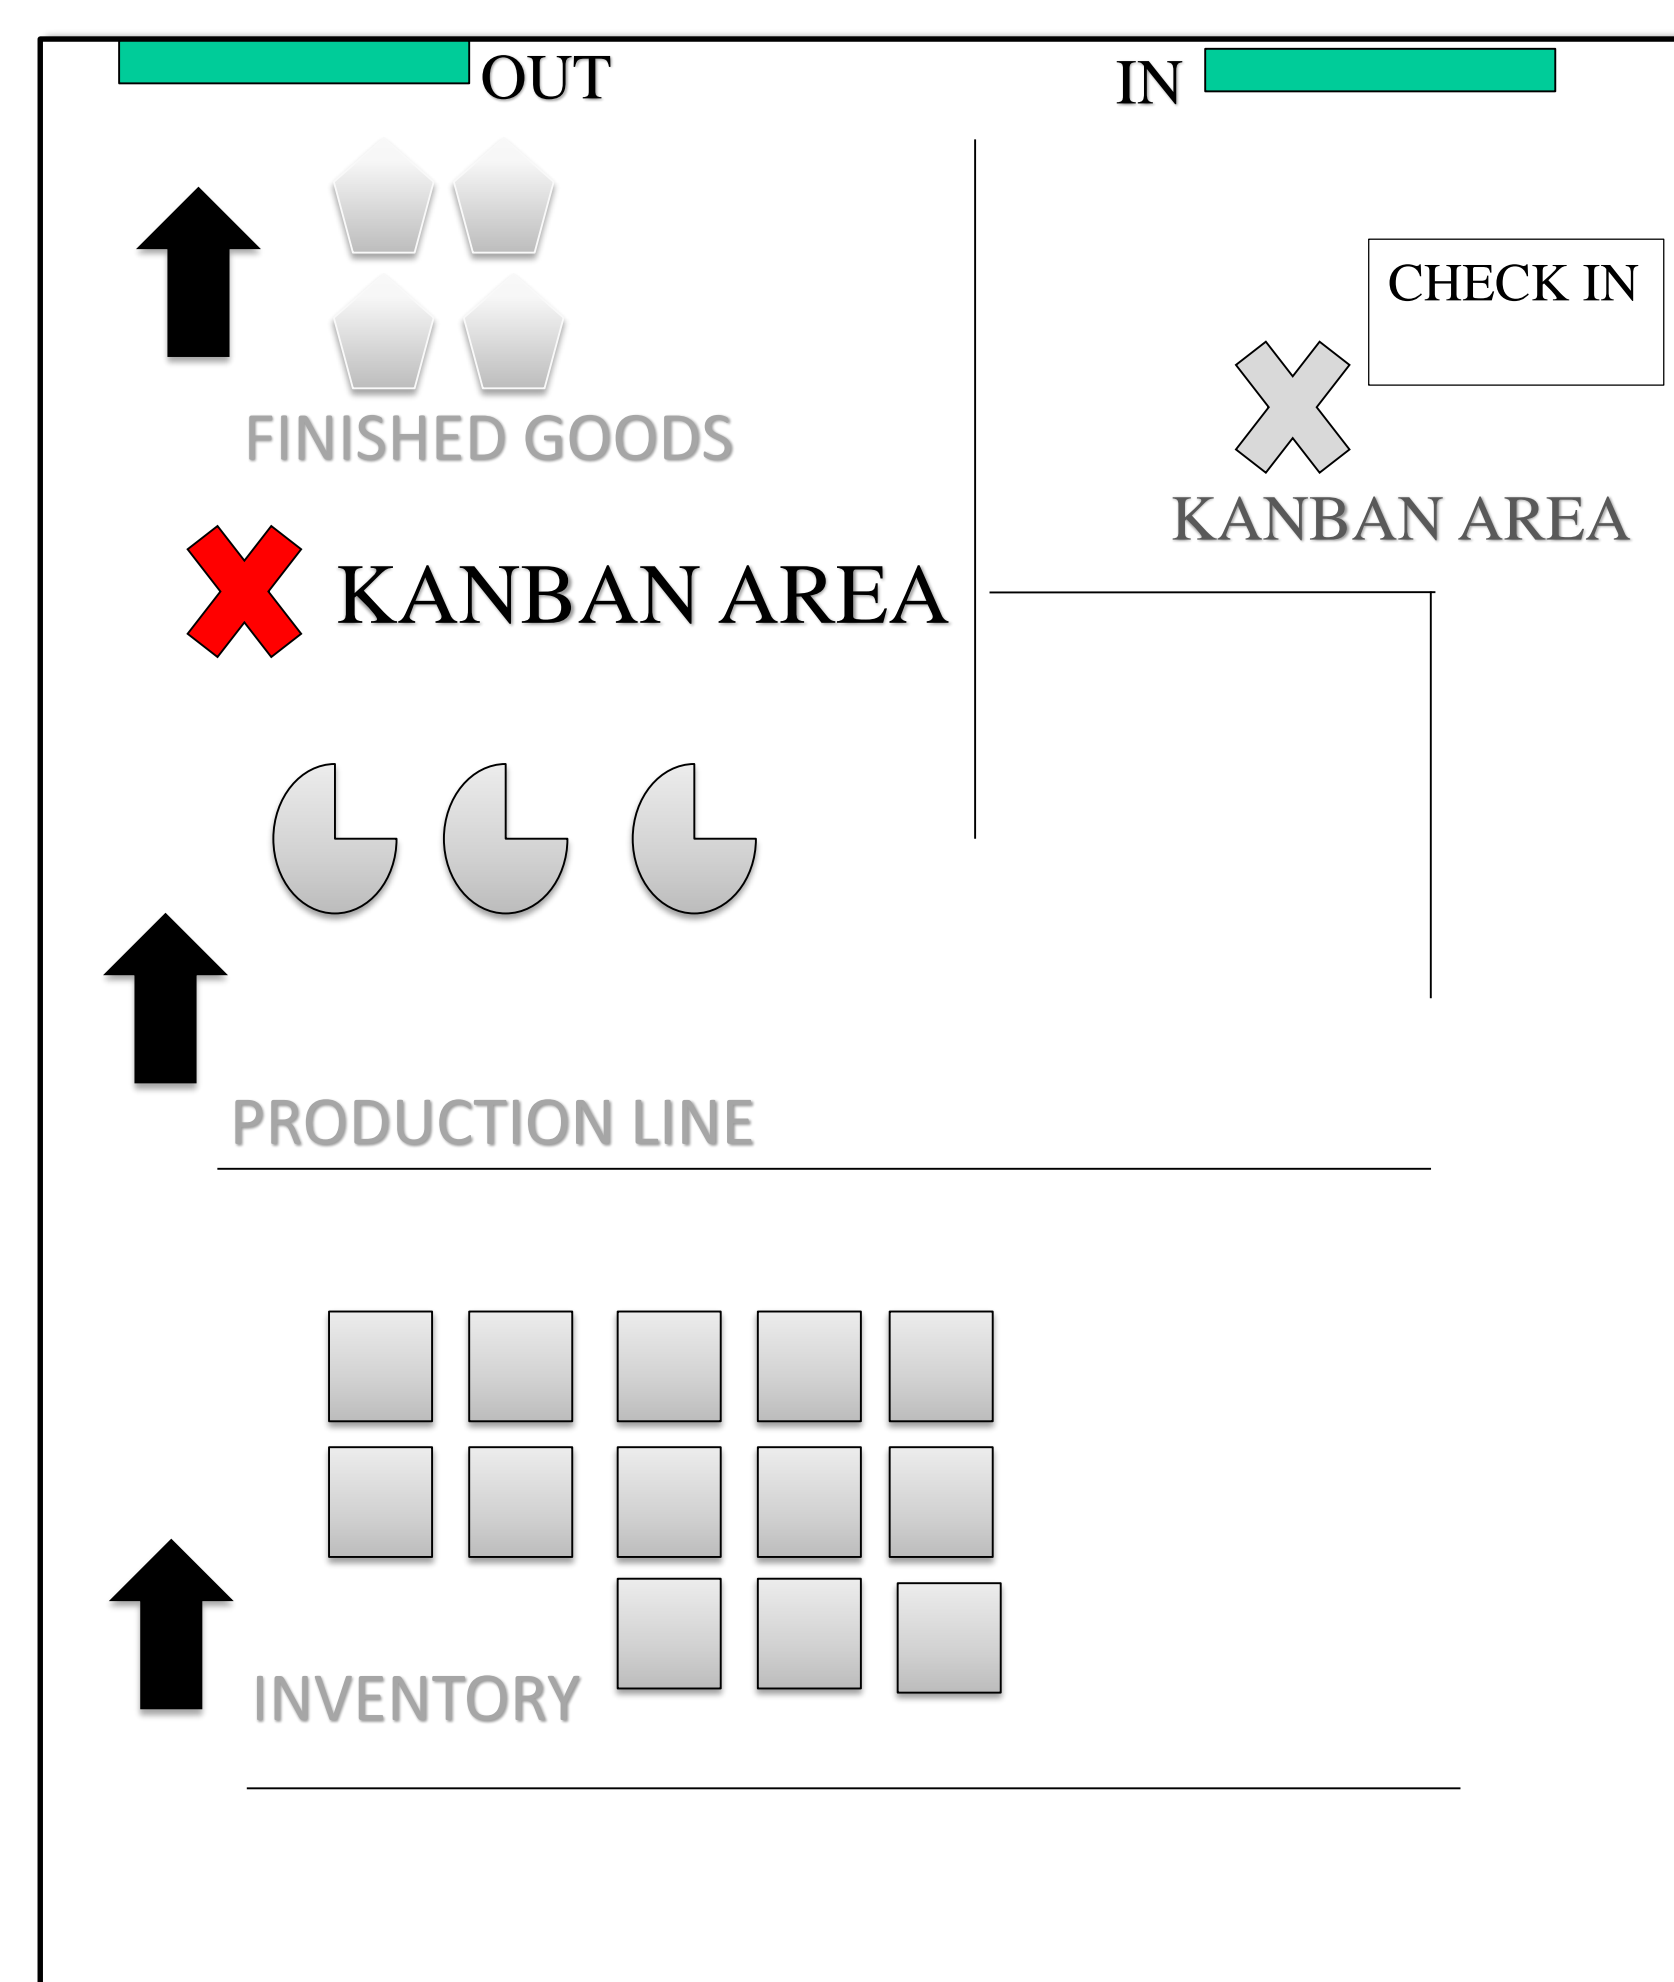 OUT
IN
CHECK IN
FINISHED GOODS
KANBAN AREA
KANBAN AREA
PRODUCTION LINE
INVENTORY